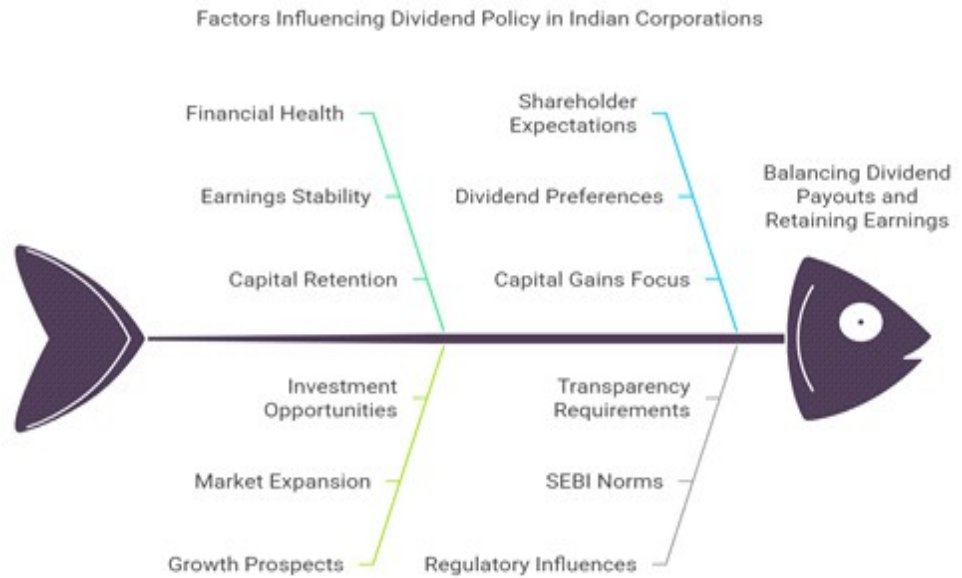 Factors Influencing Dividend Policy in Indian Corporations
Financial Health
Earnings Stability
Capital Retention
Shareholder
Expectations
Dividend Preferences
Capital Gains Focus
Balancing Dividend
Payouts and
Retaining Earnings
Investment
Opportunities
Market Expansion
Growth Prospects
Transparency
Requirements
SEBI Norms
Regulatory Influences